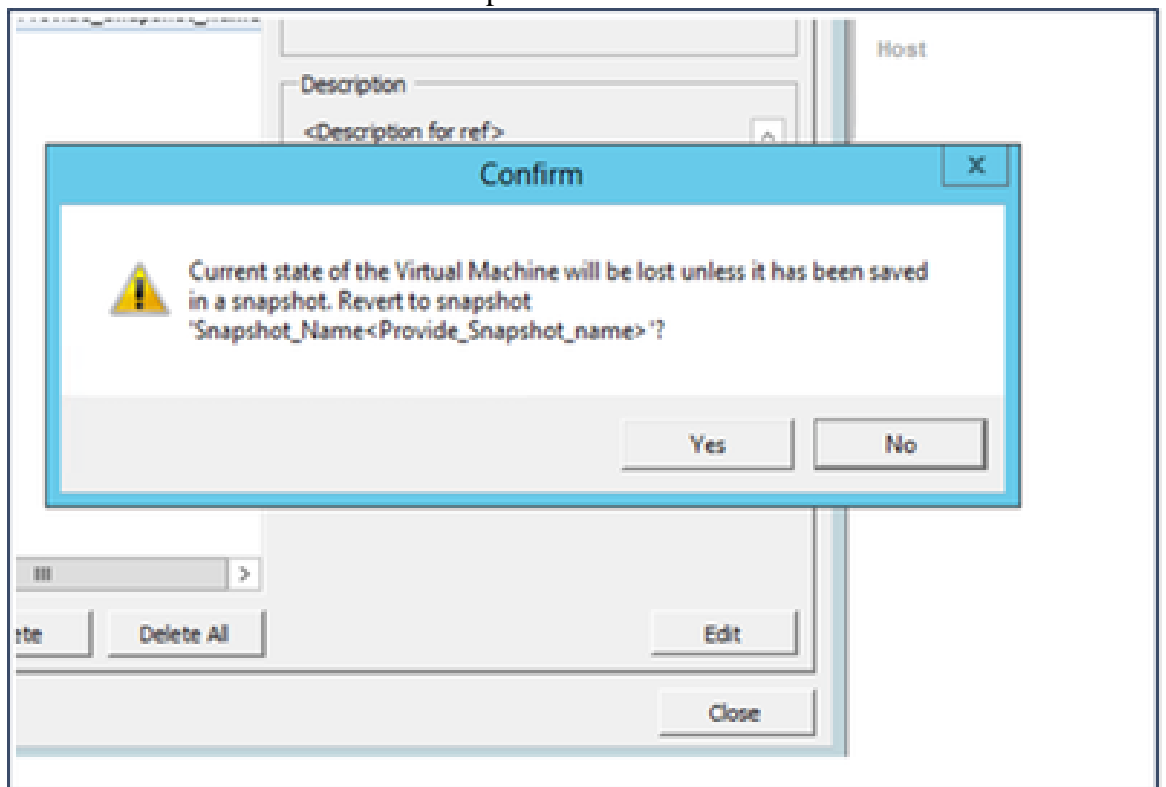 Host
Description
<Description for ref>
Confirm
X
Current state of the Virtual Machine will be lost unless it has been saved
in a snapshot. Revert to snapshot
'Snapshot_Name<Provide_Snapshot_name>'?
Yes
No
Delete All
Edit
Close